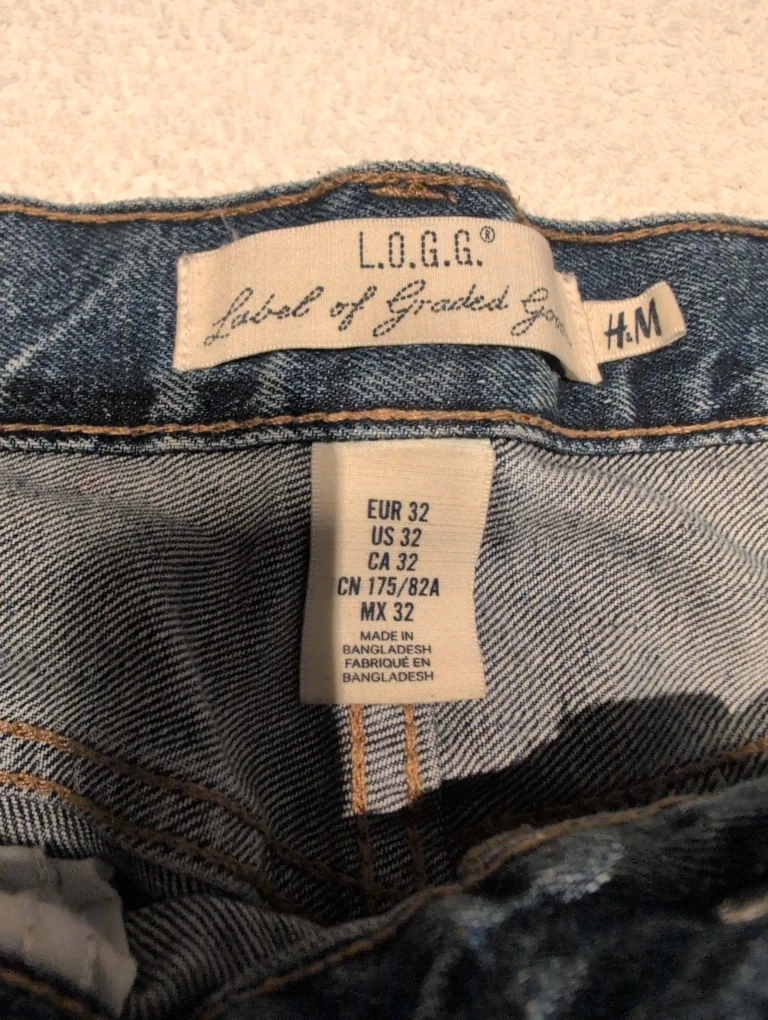 L.O.G.G.®
Label of Graded
H&M
EUR 32
US 32
CA 32
CN 175/82A
MX 32
MADE IN
BANGLADESH
FABRIQUÉ EN
BANGLADESH